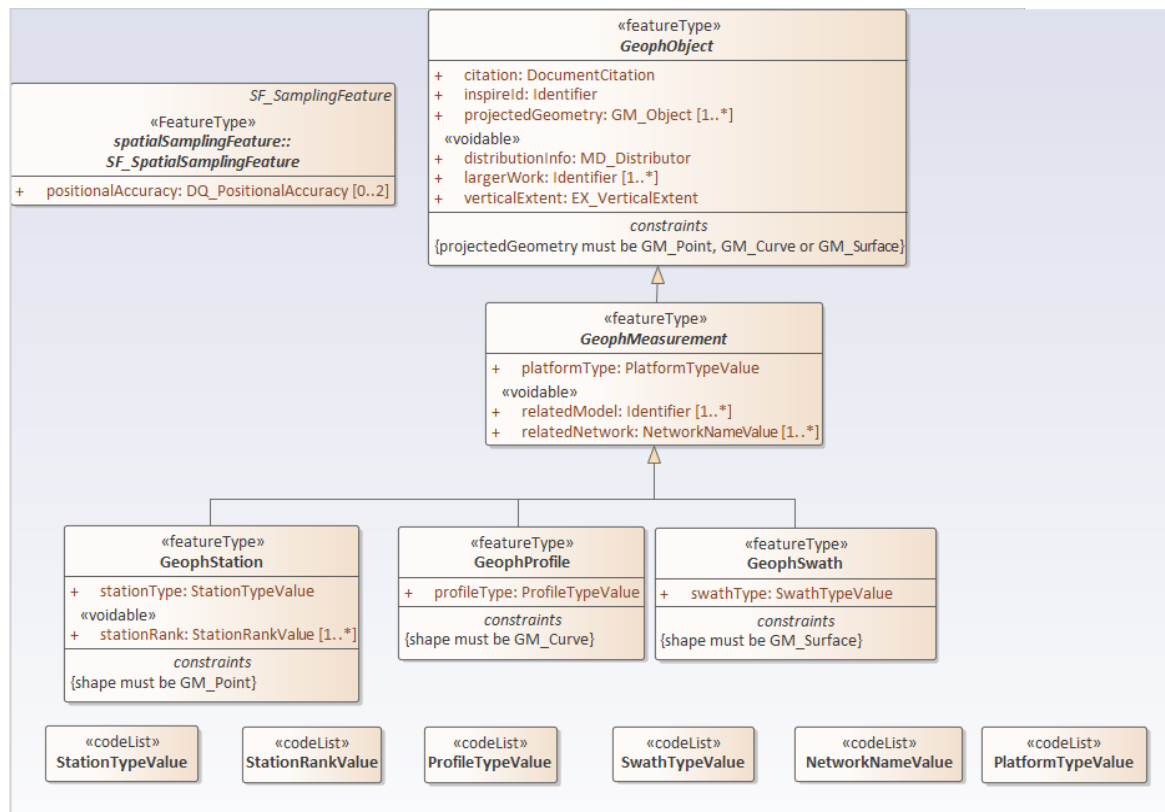 SF_SamplingFeature
«FeatureType»
spatialSamplingFeature::
SF_SpatialSamplingFeature
+ positionalAccuracy: DQ_PositionalAccuracy [0..2]
«featureType»
GeophObject
+ citation: DocumentCitation
+ inspireId: Identifier
+ projectedGeometry: GM_Object [1..*]
«voidable»
+ distributionInfo: MD_Distributor
+ largerWork: Identifier [1..*]
+ verticalExtent: EX_VerticalExtent
constraints
{projectedGeometry must be GM_Point, GM_Curve or GM_Surface}
«featureType»
GeophMeasurement
+ platformType: PlatformTypeValue
«voidable»
+ relatedModel: Identifier [1..*]
+ relatedNetwork: NetworkNameValue [1..*]
«featureType»
GeophStation
+ stationType: StationTypeValue
«voidable»
+ stationRank: StationRankValue [1..*]
constraints
{shape must be GM_Point}
«featureType»
GeophProfile
+ profileType: ProfileTypeValue
constraints
{shape must be GM_Curve}
«featureType»
GeophSwath
+ swathType: SwathTypeValue
constraints
{shape must be GM_Surface}
«codeList»
StationTypeValue
«codeList»
StationRankValue
«codeList»
ProfileTypeValue
«codeList»
SwathTypeValue
«codeList»
NetworkNameValue
«codeList»
PlatformTypeValue